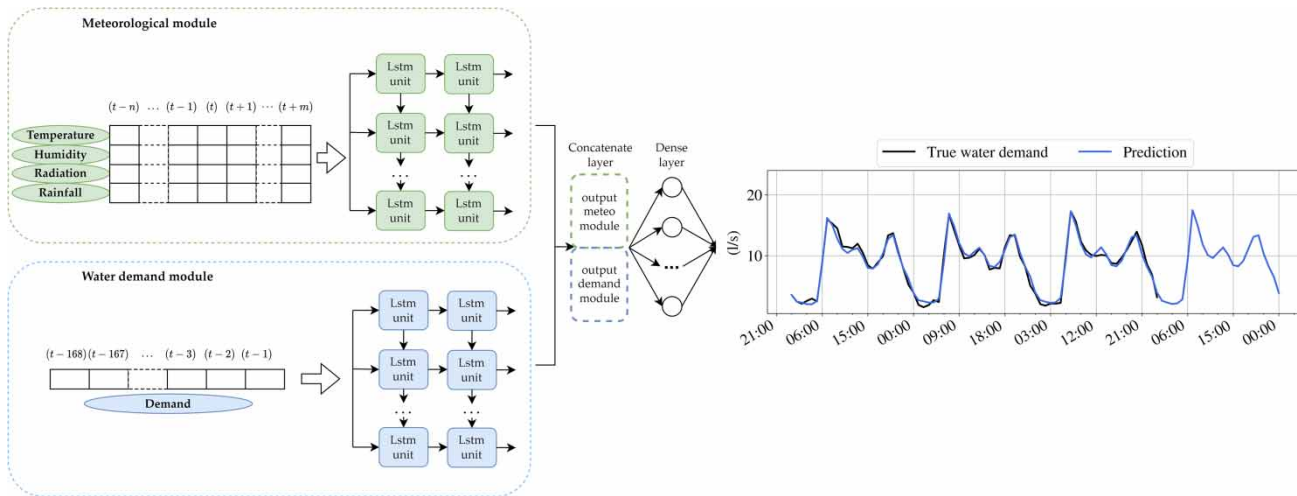 Meteorological module
(t−n) … (t−1) (t) (t+1) ⋯ (t+m)
Temperature
Humidity
Radiation
Rainfall
Lstm unit
Lstm unit
Lstm unit
Lstm unit
... ...
Lstm unit
Lstm unit
Water demand module
(t−168)(t−167) … (t−3) (t−2) (t−1)
Demand
Lstm unit
Lstm unit
Lstm unit
Lstm unit
... ...
Lstm unit
Lstm unit
Concatenate
layer
output
meteo
module
output
demand
module
Dense
layer
...
True water demand Prediction
(l/s)
20
10
21:00 06:00 15:00 00:00 09:00 18:00 03:00 12:00 21:00 06:00 15:00 00:00